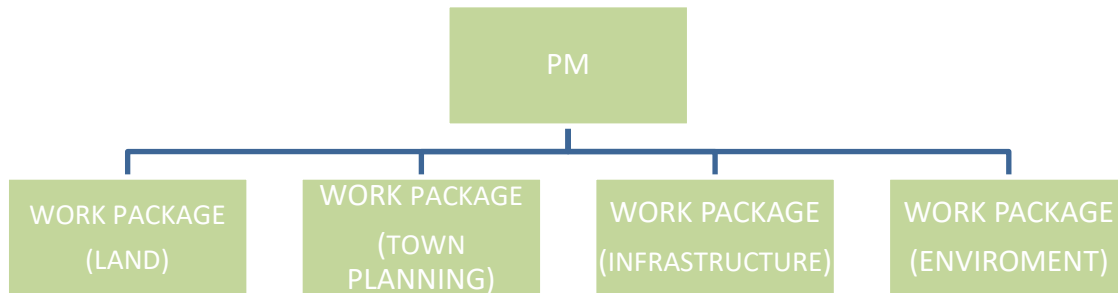 PM
WORK PACKAGE
(LAND)
WORK PACKAGE
(TOWN
PLANNING)
WORK PACKAGE
(INFRASTRUCTURE)
WORK PACKAGE
(ENVIROMENT)